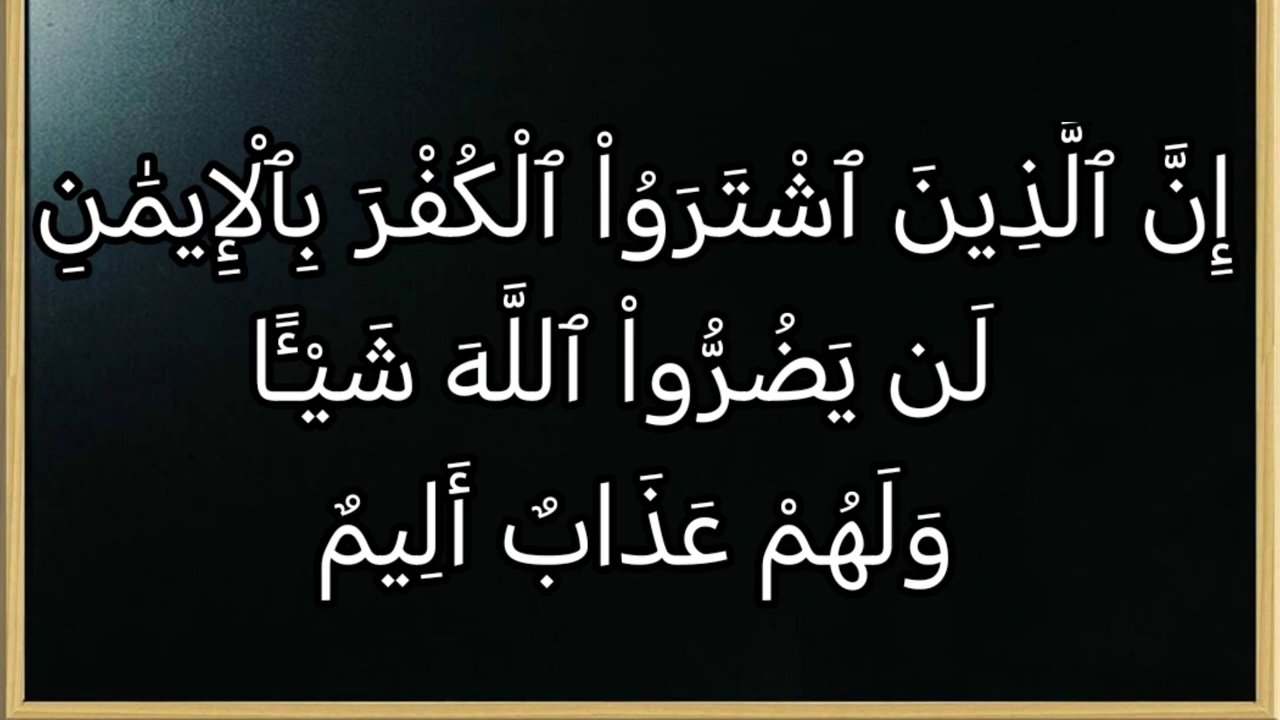 إِنَّ ٱلَّذِينَ ٱشْتَرَوُا۟ ٱلْكُفْرَ بِٱلْإِيمَٰنِ
لَن يَضُرُّوا۟ ٱللَّهَ شَيْـًٔا
وَلَهُمْ عَذَابٌ أَلِيمٌ